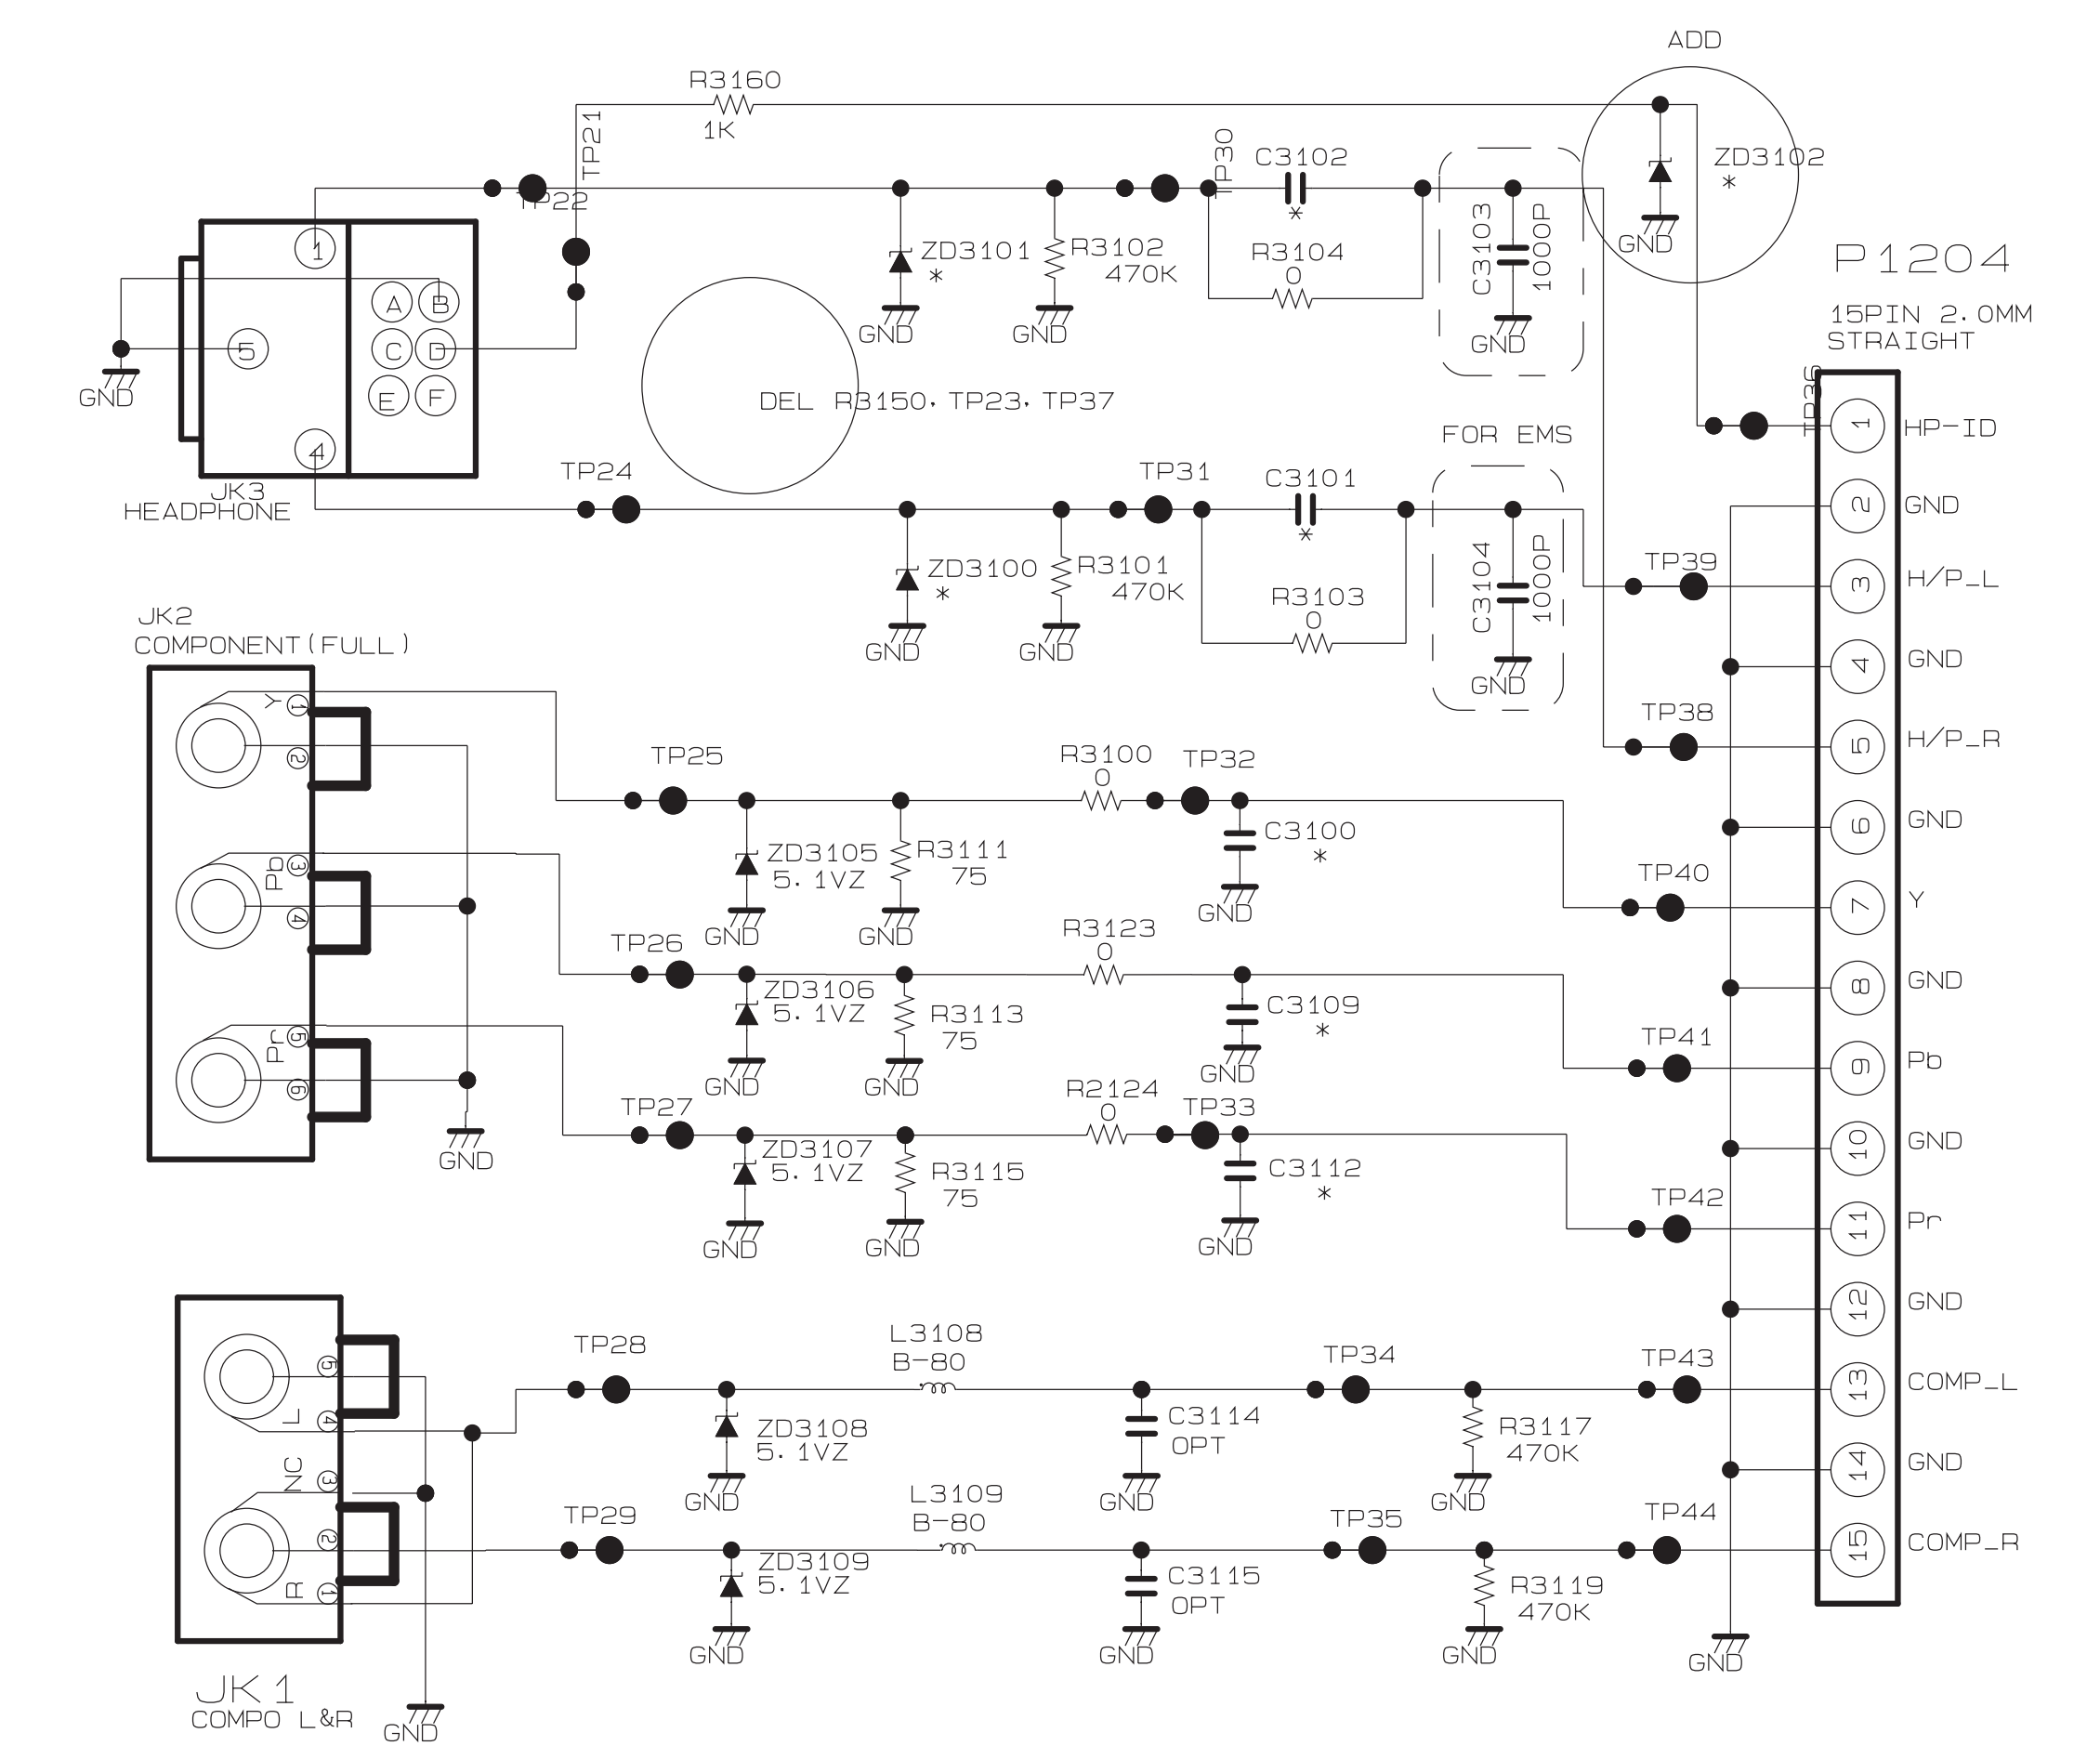 ADD
R3160
1K
TP21
TP22
TP30
C3102
*
ZD3102
*
GND
P1204
15PIN 2.0MM
STRAIGHT
1
A
B
C
D
E
F
5
4
GND
JK3
HEADPHONE
ZD3101
*
GND
R3102
470K
GND
R3104
0
C3103
1000P
GND
DEL R3150, TP23, TP37
FOR EMS
TP36
1
HP-ID
2
GND
3
H/P_L
4
GND
5
H/P_R
6
GND
7
Y
8
GND
9
Pb
10
GND
11
Pr
12
GND
13
COMP_L
14
GND
15
COMP_R
TP24
TP31
C3101
*
ZD3100
*
GND
R3101
470K
GND
R3103
0
C3104
1000P
GND
TP39
TP38
JK2
COMPONENT(FULL)
Y
1
2
Pb
3
4
Pr
5
6
GND
TP25
R3100
0
TP32
ZD3105
5.1VZ
GND
R3111
75
GND
C3100
*
GND
TP40
TP26
R3123
0
ZD3106
5.1VZ
GND
R3113
75
GND
C3109
*
GND
TP41
TP27
R2124
0
TP33
ZD3107
5.1VZ
GND
R3115
75
GND
C3112
*
GND
TP42
5
L
4
NC
3
2
R
1
JK1
COMPO L&R
GND
TP28
L3108
B-80
TP34
TP43
ZD3108
5.1VZ
GND
C3114
OPT
GND
R3117
470K
GND
TP29
L3109
B-80
TP35
TP44
ZD3109
5.1VZ
GND
C3115
OPT
GND
R3119
470K
GND
GND